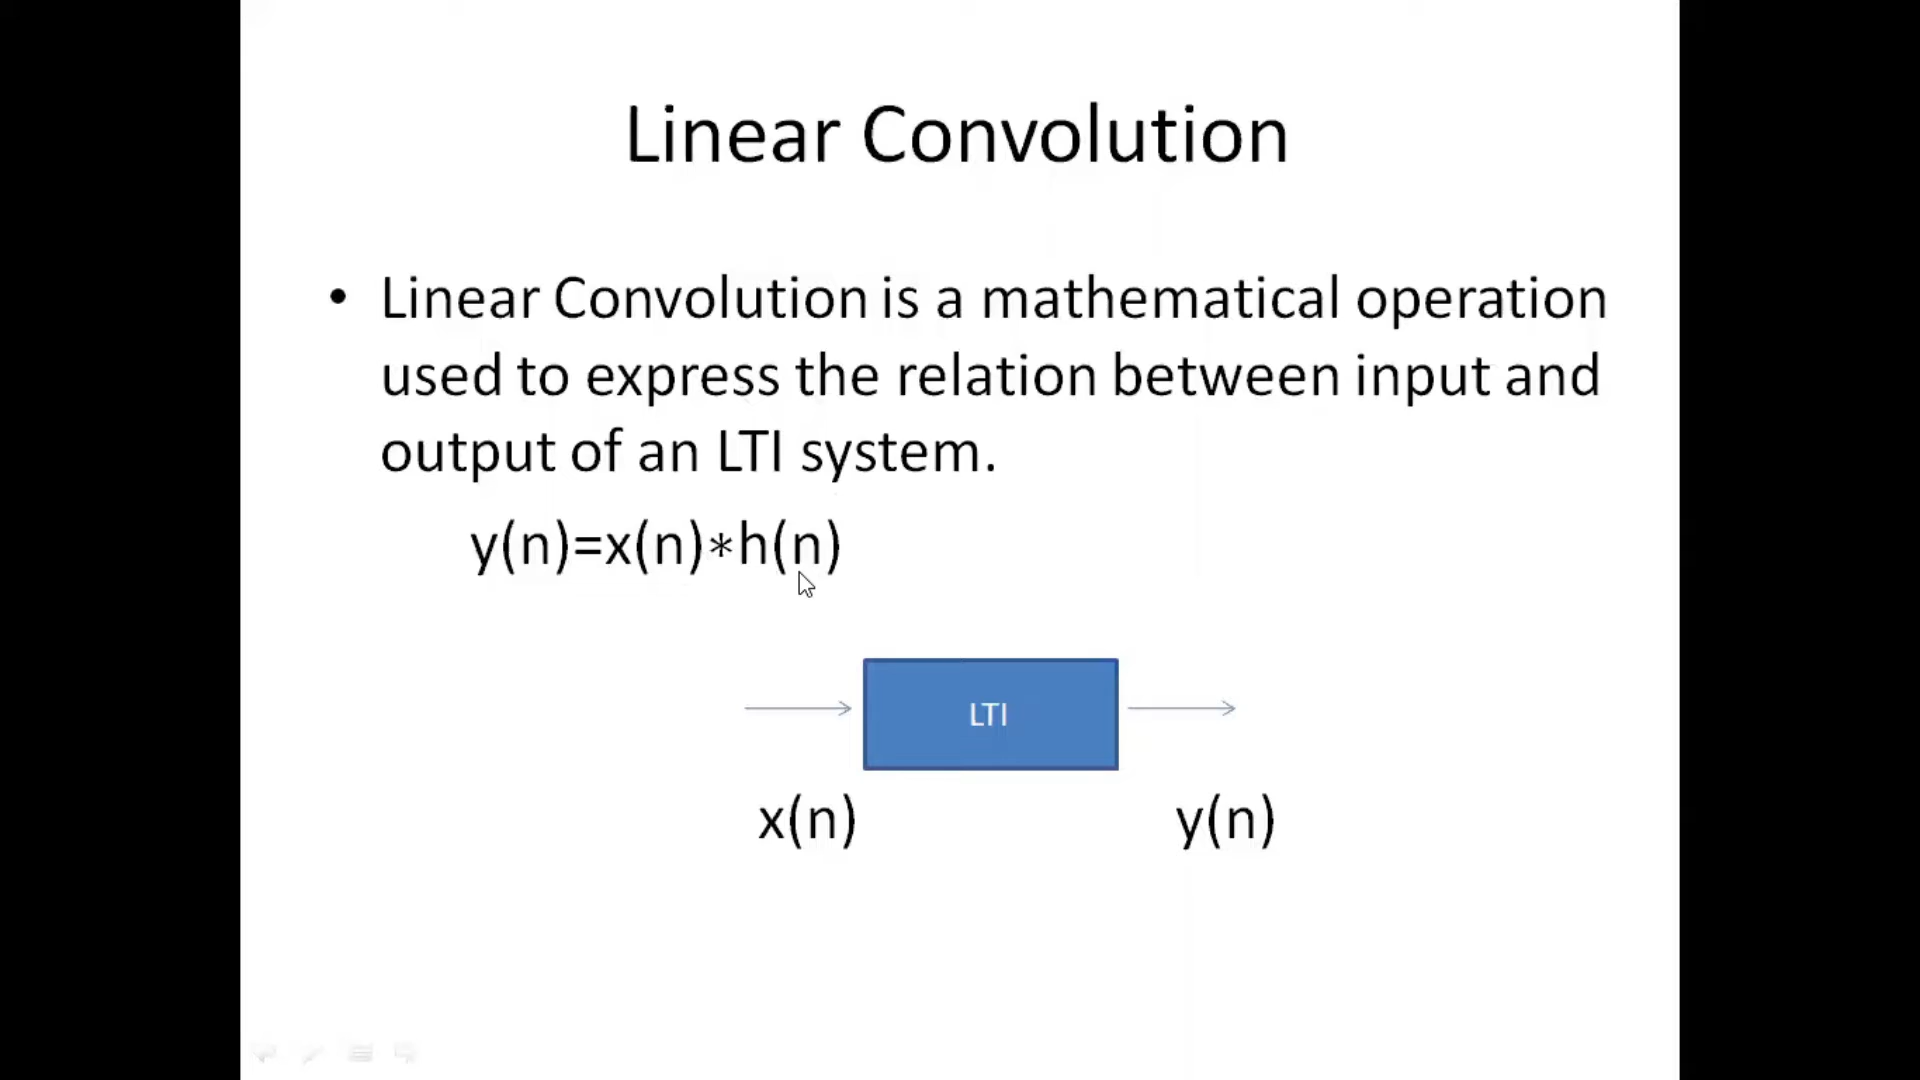 Linear Convolution
• Linear Convolution is a mathematical operation
used to express the relation between input and
output of an LTI system.
y(n)=x(n)*h(n)
LTI
x(n) y(n)